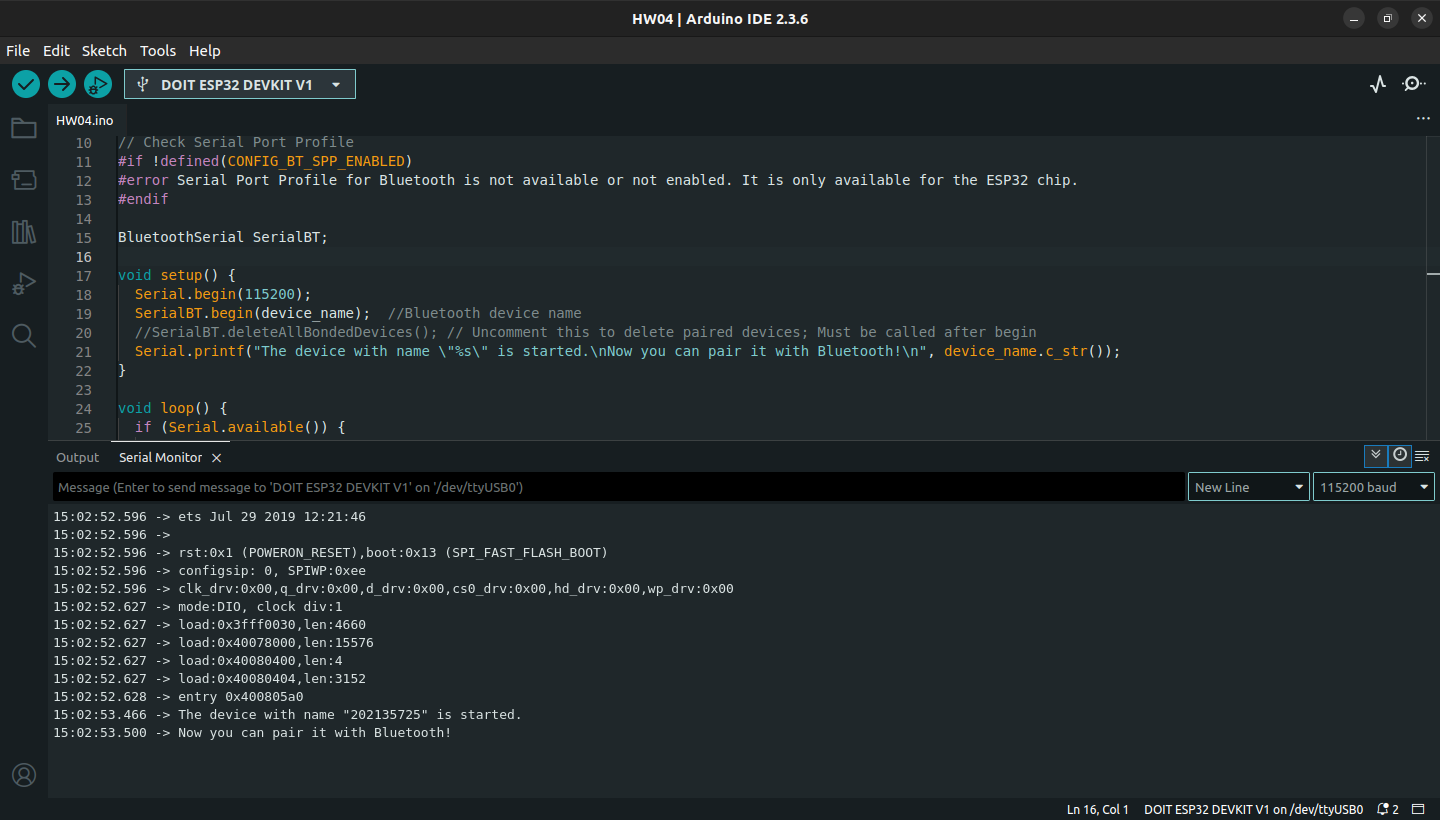 HW04 | Arduino IDE 2.3.6
File Edit Sketch Tools Help
DOIT ESP32 DEVKIT V1
HW04.ino
10 // Check Serial Port Profile
11 #if !defined(CONFIG_BT_SPP_ENABLED)
12 #error Serial Port Profile for Bluetooth is not available or not enabled. It is only available for the ESP32 chip.
13 #endif
14
15 BluetoothSerial SerialBT;
16
17 void setup() {
18 Serial.begin(115200);
19 SerialBT.begin(device_name);  //Bluetooth device name
20 //SerialBT.deleteAllBondedDevices(); // Uncomment this to delete paired devices; Must be called after begin
21 Serial.printf("The device with name \"%s\" is started.\nNow you can pair it with Bluetooth!\n", device_name.c_str());
22 }
23
24 void loop() {
25 if (Serial.available()) {
Output Serial Monitor
Message (Enter to send message to 'DOIT ESP32 DEVKIT V1' on '/dev/ttyUSB0') New Line 115200 baud
15:02:52.596 -> ets Jul 29 2019 12:21:46
15:02:52.596 ->
15:02:52.596 -> rst:0x1 (POWERON_RESET),boot:0x13 (SPI_FAST_FLASH_BOOT)
15:02:52.596 -> configsip: 0, SPIWP:0xee
15:02:52.596 -> clk_drv:0x00,q_drv:0x00,d_drv:0x00,cs0_drv:0x00,hd_drv:0x00,wp_drv:0x00
15:02:52.627 -> mode:DIO, clock div:1
15:02:52.627 -> load:0x3fff0030,len:4660
15:02:52.627 -> load:0x40078000,len:15576
15:02:52.627 -> load:0x40080400,len:4
15:02:52.627 -> load:0x40080404,len:3152
15:02:52.628 -> entry 0x400805a0
15:02:53.466 -> The device with name "202135725" is started.
15:02:53.500 -> Now you can pair it with Bluetooth!
Ln 16, Col 1 DOIT ESP32 DEVKIT V1 on /dev/ttyUSB0 2